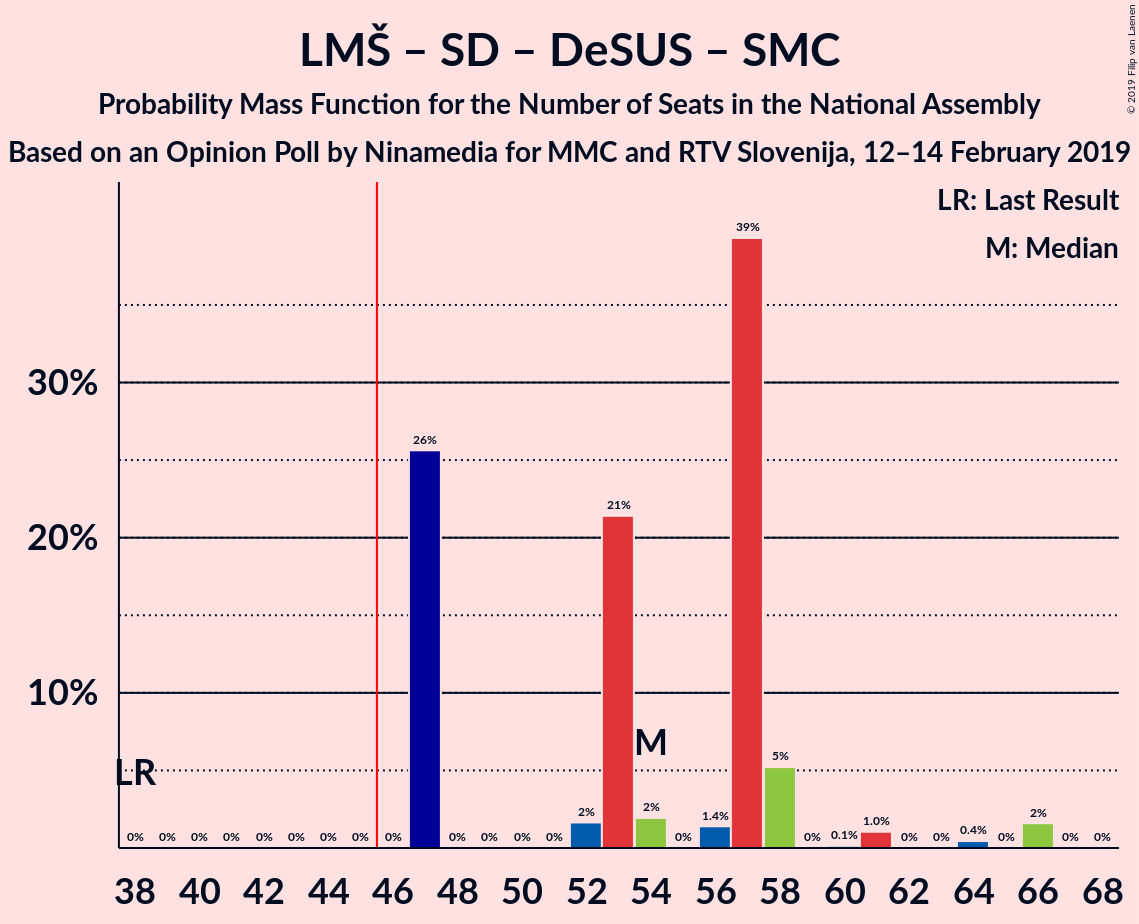 LMŠ – SD – DeSUS – SMC
Probability Mass Function for the Number of Seats in the National Assembly
Based on an Opinion Poll by Ninamedia for MMC and RTV Slovenija, 12–14 February 2019
© 2019 Filip van Laenen
LR: Last Result
M: Median
39%
30%
26%
21%
20%
10%
M
LR
5%
0% 0% 0% 0% 0% 0% 0% 0% 0% 0% 0% 0% 0% 2% 2% 0% 1.4% 0% 0.1% 1.0% 0% 0% 0.4% 0% 2% 0% 0%
38 40 42 44 46 48 50 52 54 56 58 60 62 64 66 68